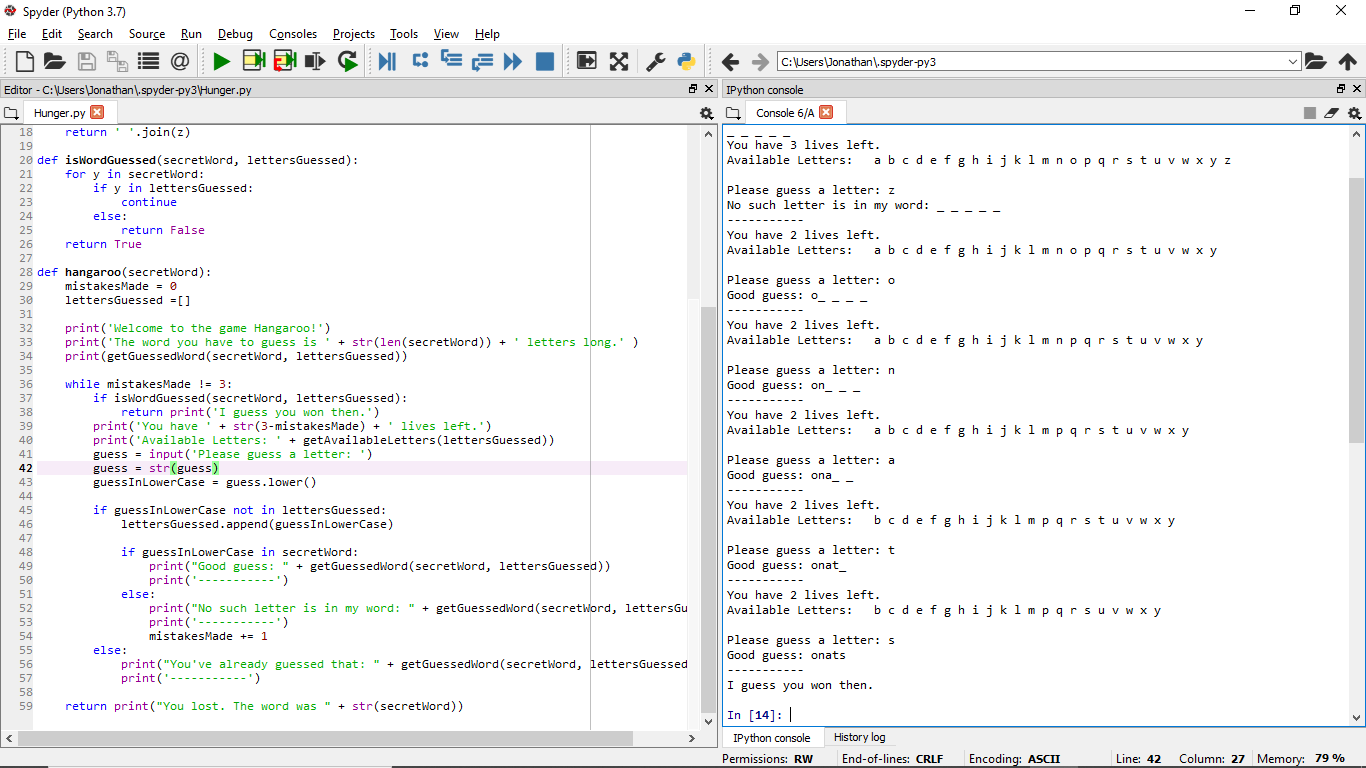 Spyder (Python 3.7)
File Edit Search Source Run Debug Consoles Projects Tools View Help
C:\Users\Jonathan\.spyder-py3
Editor - C:\Users\Jonathan\.spyder-py3\Hunger.py
Hunger.py
18 return ' '.join(z)
19
20 def isWordGuessed(secretWord, lettersGuessed):
21 for y in secretWord:
22 if y in lettersGuessed:
23 continue
24 else:
25 return False
26 return True
27
28 def hangaroo(secretWord):
29 mistakesMade = 0
30 lettersGuessed =[]
31
32 print('Welcome to the game Hangaroo!')
33 print('The word you have to guess is ' + str(len(secretWord)) + ' letters long.' )
34 print(getGuessedWord(secretWord, lettersGuessed))
35
36 while mistakesMade != 3:
37 if isWordGuessed(secretWord, lettersGuessed):
38 return print('I guess you won then.')
39 print('You have ' + str(3-mistakesMade) + ' lives left.')
40 print('Available Letters: ' + getAvailableLetters(lettersGuessed))
41 guess = input('Please guess a letter: ')
42 guess = str(guess)
43 guessInLowerCase = guess.lower()
44
45 if guessInLowerCase not in lettersGuessed:
46 lettersGuessed.append(guessInLowerCase)
47
48 if guessInLowerCase in secretWord:
49 print("Good guess: " + getGuessedWord(secretWord, lettersGuessed))
50 print('-----------')
51 else:
52 print("No such letter is in my word: " + getGuessedWord(secretWord, lettersGu
53 print('-----------')
54 mistakesMade += 1
55 else:
56 print("You've already guessed that: " + getGuessedWord(secretWord, lettersGuessed
57 print('-----------')
58
59 return print("You lost. The word was " + str(secretWord))
IPython console
Console 6/A
_ _ _ _ _
You have 3 lives left.
Available Letters: a b c d e f g h i j k l m n o p q r s t u v w x y z
Please guess a letter: z
No such letter is in my word: _ _ _ _ _
-----------
You have 2 lives left.
Available Letters: a b c d e f g h i j k l m n o p q r s t u v w x y
Please guess a letter: o
Good guess: o_ _ _ _
-----------
You have 2 lives left.
Available Letters: a b c d e f g h i j k l m n p q r s t u v w x y
Please guess a letter: n
Good guess: on_ _ _
-----------
You have 2 lives left.
Available Letters: a b c d e f g h i j k l m p q r s t u v w x y
Please guess a letter: a
Good guess: ona_ _
-----------
You have 2 lives left.
Available Letters: b c d e f g h i j k l m p q r s t u v w x y
Please guess a letter: t
Good guess: onat_
-----------
You have 2 lives left.
Available Letters: b c d e f g h i j k l m p q r s u v w x y
Please guess a letter: s
Good guess: onats
-----------
I guess you won then.
In [14]:
IPython console History log
Permissions: RW End-of-lines: CRLF Encoding: ASCII Line: 42 Column: 27 Memory: 79 %